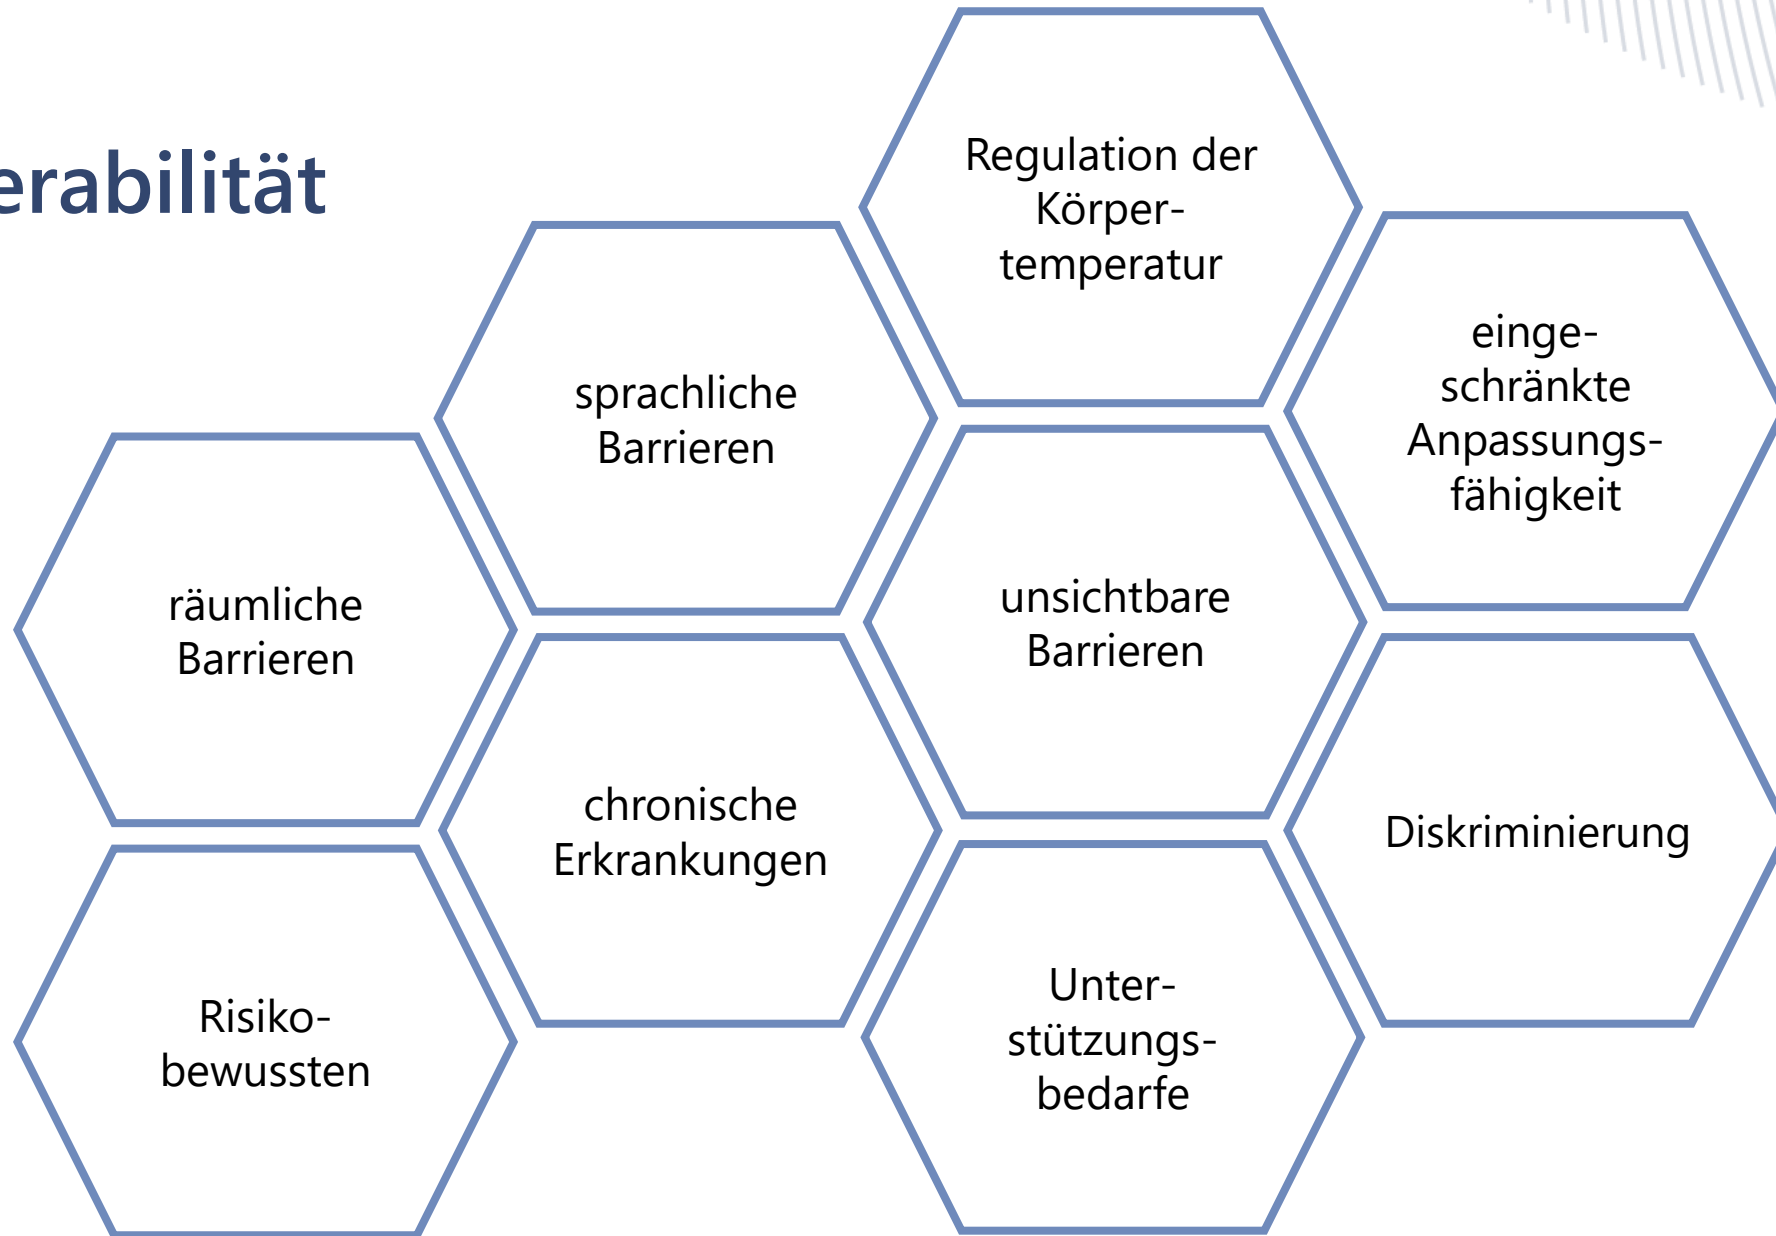 erabilität
Regulation der
Körper-
temperatur
sprachliche
Barrieren
einge-
schränkte
Anpassungs-
fähigkeit
räumliche
Barrieren
unsichtbare
Barrieren
chronische
Erkrankungen
Diskriminierung
Risiko-
bewussten
Unter-
stützungs-
bedarfe